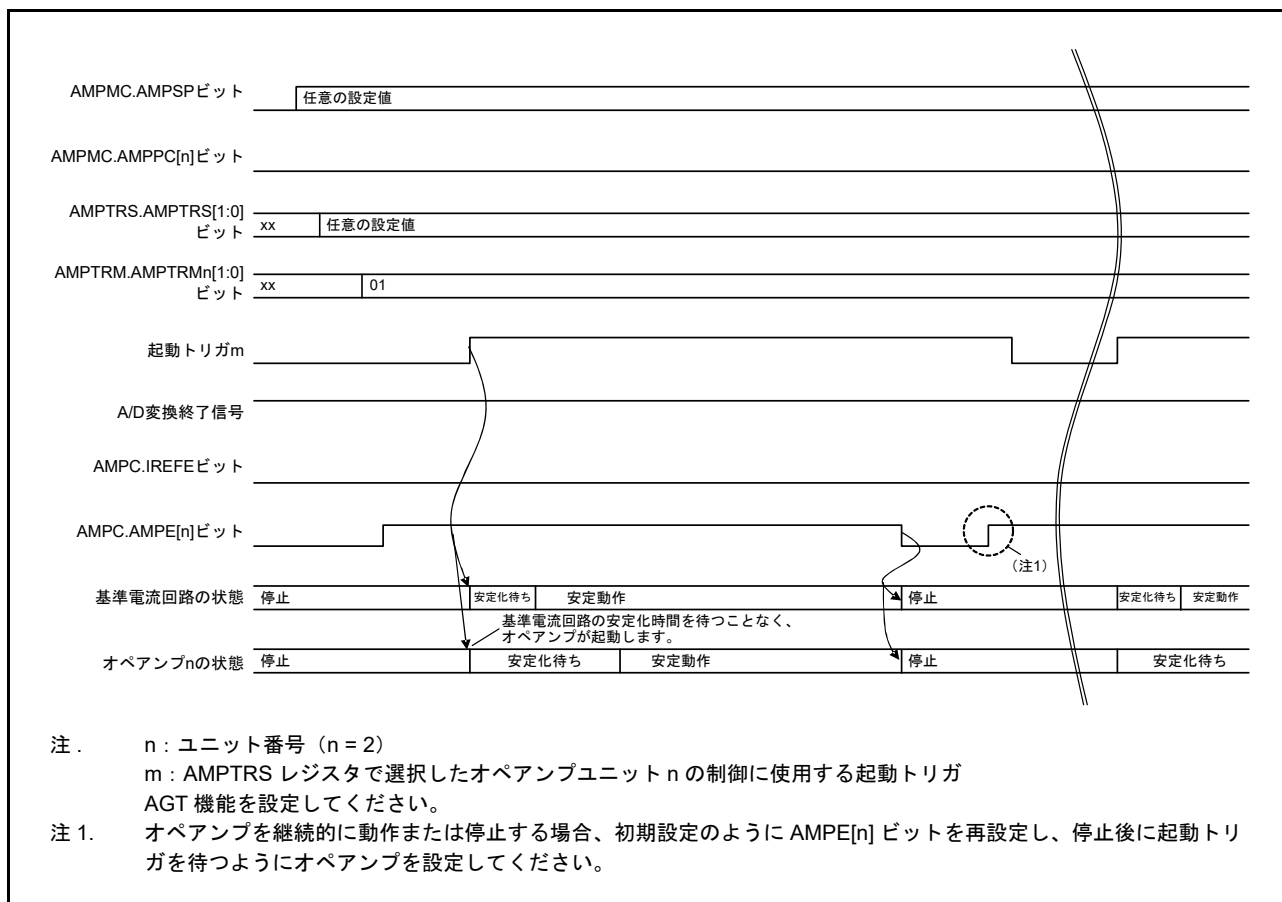 AMPMC.AMPSPビット
任意の設定値
AMPMC.AMPPC[n]ビット
AMPTRS.AMPTRS[1:0]
ビット
xx
任意の設定値
AMPTRM.AMPTRMn[1:0]
ビット
xx
01
起動トリガm
A/D変換終了信号
AMPC.IREFEビット
AMPC.AMPE[n]ビット
（注1）
基準電流回路の状態
停止
安定化待ち
安定動作
停止
安定化待ち
安定動作
基準電流回路の安定化時間を待つことなく、
オペアンプが起動します。
オペアンプnの状態
停止
安定化待ち
安定動作
停止
安定化待ち
注 . n : ユニット番号（n = 2）
m : AMPTRS レジスタで選択したオペアンプユニット n の制御に使用する起動トリガ
AGT 機能を設定してください。
注 1. オペアンプを継続的に動作または停止する場合、初期設定のように AMPE[n] ビットを再設定し、停止後に起動トリ
ガを待つようにオペアンプを設定してください。